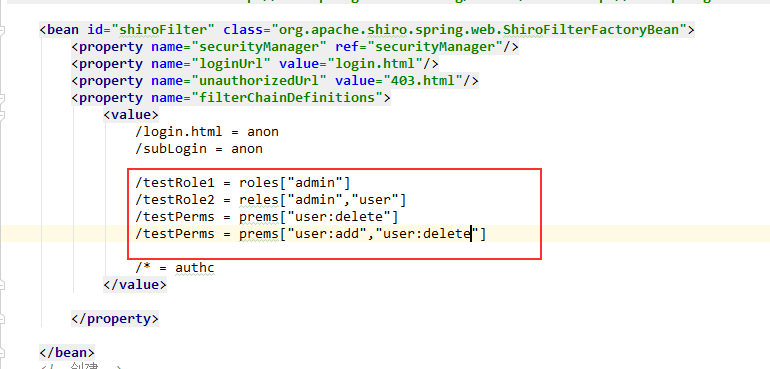 <bean id="shiroFilter" class="org.apache.shiro.spring.web.ShiroFilterFactoryBean">
<property name="securityManager" ref="securityManager"/>
<property name="loginUrl" value="login.html"/>
<property name="unauthorizedUrl" value="403.html"/>
<property name="filterChainDefinitions">
<value>
/login.html = anon
/subLogin = anon
/testRole1 = roles["admin"]
/testRole2 = reles["admin","user"]
/testPerms = prems["user:delete"]
/testPerms = prems["user:add","user:delete"]
/* = authc
</value>
</property>
</bean>